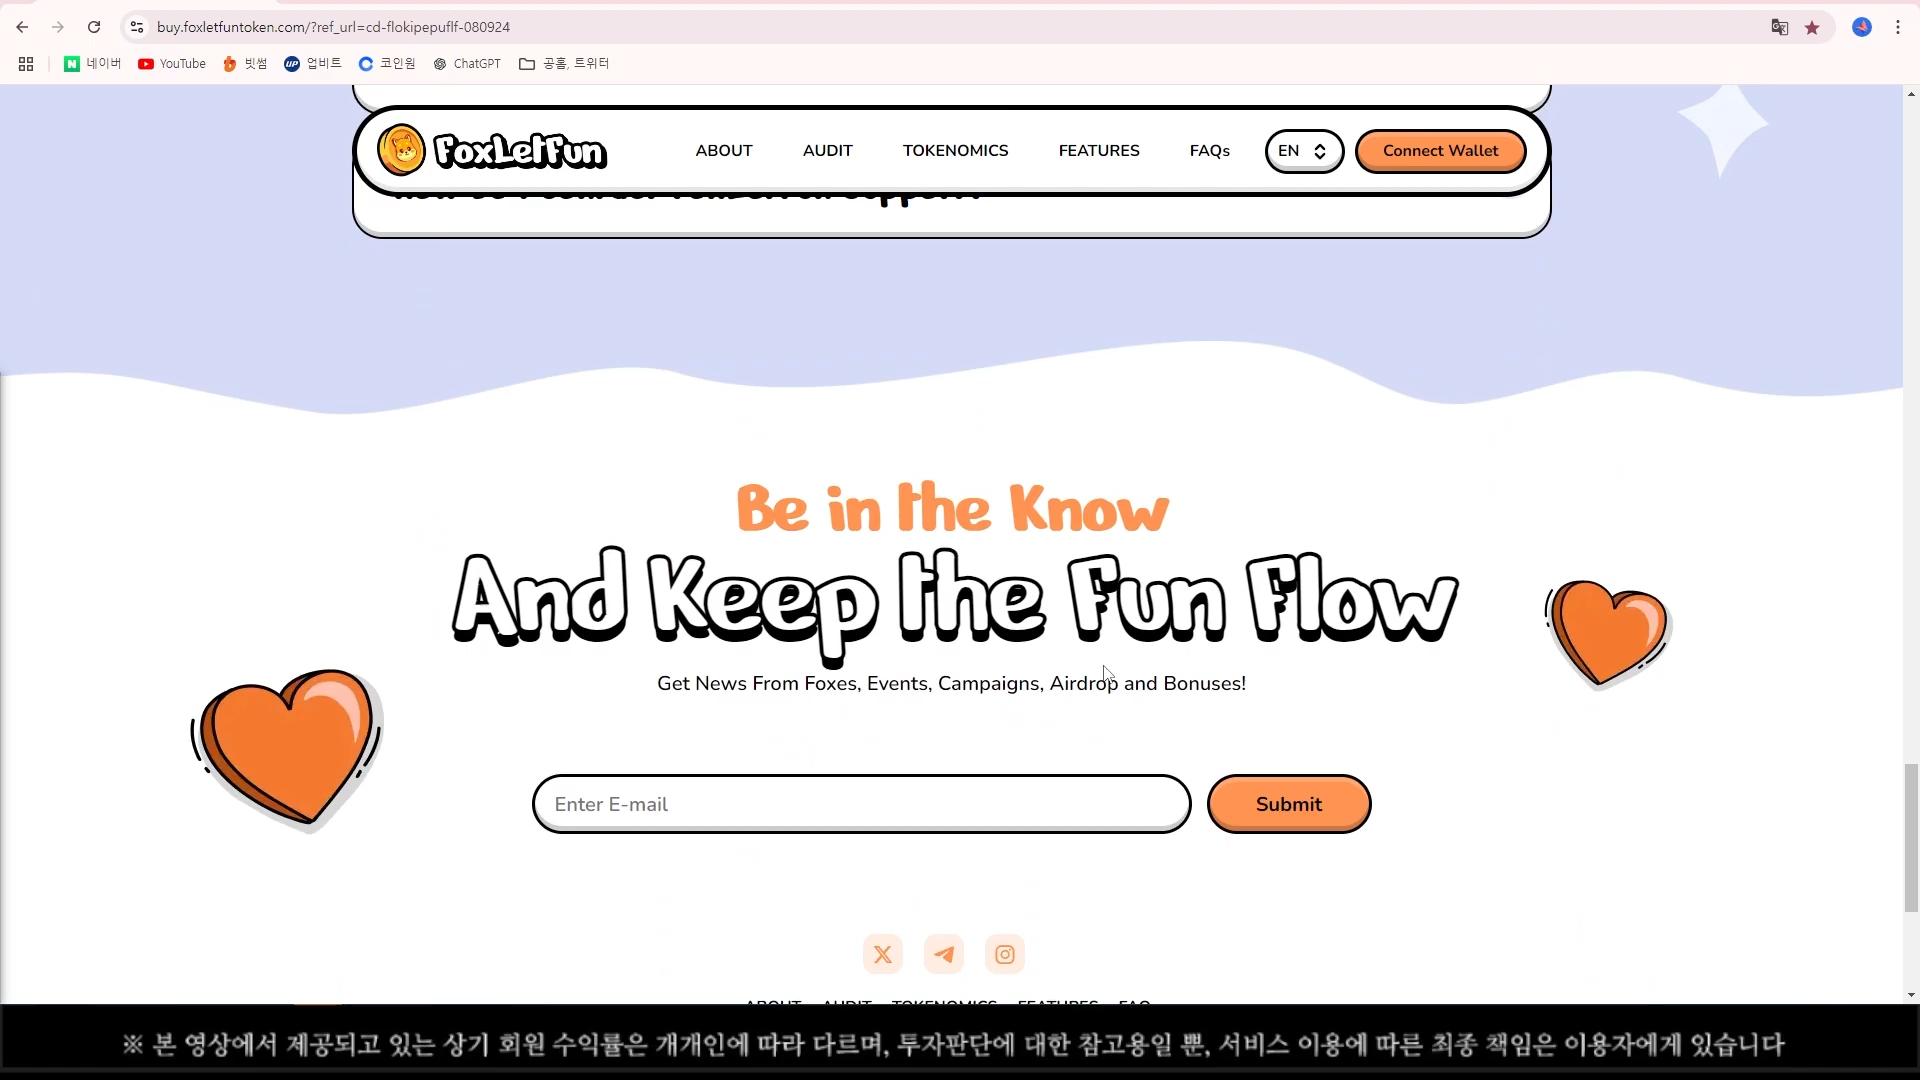 buy.foxletfuntoken.com/?ref_url=cd-flokipepuflf-080924
네이버 YouTube 빗썸 업비트 코인원 ChatGPT 공홈, 트위터
FoxLetFun ABOUT AUDIT TOKENOMICS FEATURES FAQs EN Connect Wallet
Be in the Know
And Keep the Fun Flow
Get News From Foxes, Events, Campaigns, Airdrop and Bonuses!
Enter E-mail Submit
ABOUT AUDIT TOKENOMICS FEATURES FAQ
※ 본 영상에서 제공되고 있는 상기 회원 수익률은 개개인에 따라 다르며, 투자판단에 대한 참고용일 뿐, 서비스 이용에 따른 최종 책임은 이용자에게 있습니다